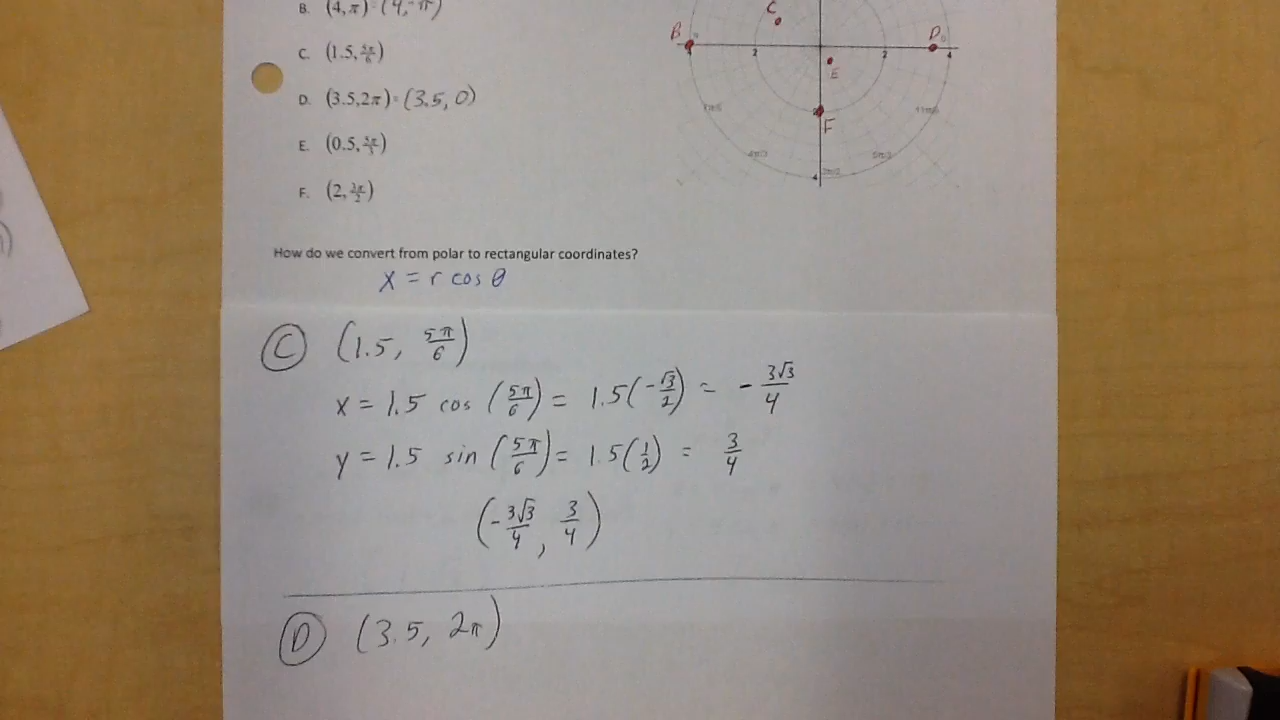 B. (4,π)=(4,-π)
C. (1.5,5π/6)
D. (3.5,2π)=(3.5, 0)
E. (0.5,5π/3)
F. (2,3π/2)
C
B
2
2
4
D
E
F
4
How do we convert from polar to rectangular coordinates?
x = r cos θ
C (1.5, 5π/6)
x = 1.5 cos (5π/6) = 1.5(-√3/2) = - 3√3/4
y = 1.5 sin (5π/6) = 1.5(1/2) = 3/4
(-3√3/4, 3/4)
D (3.5, 2π)